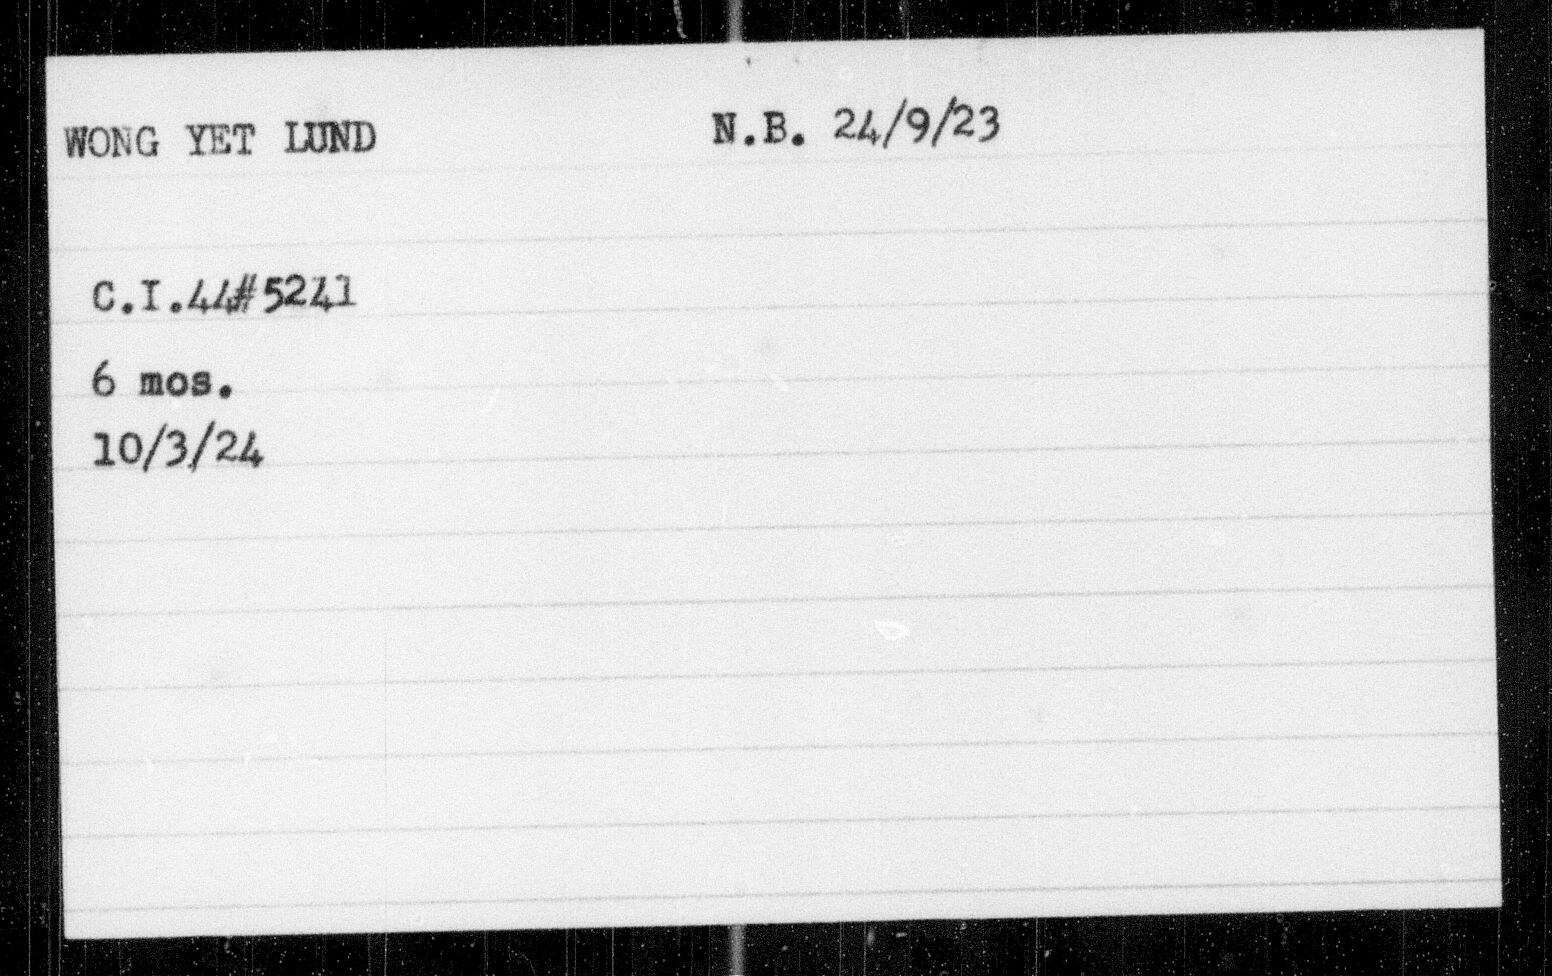 WONG YET LUND N.B. 24/9/23
C.I.44#5241
6 mos.
10/3/24